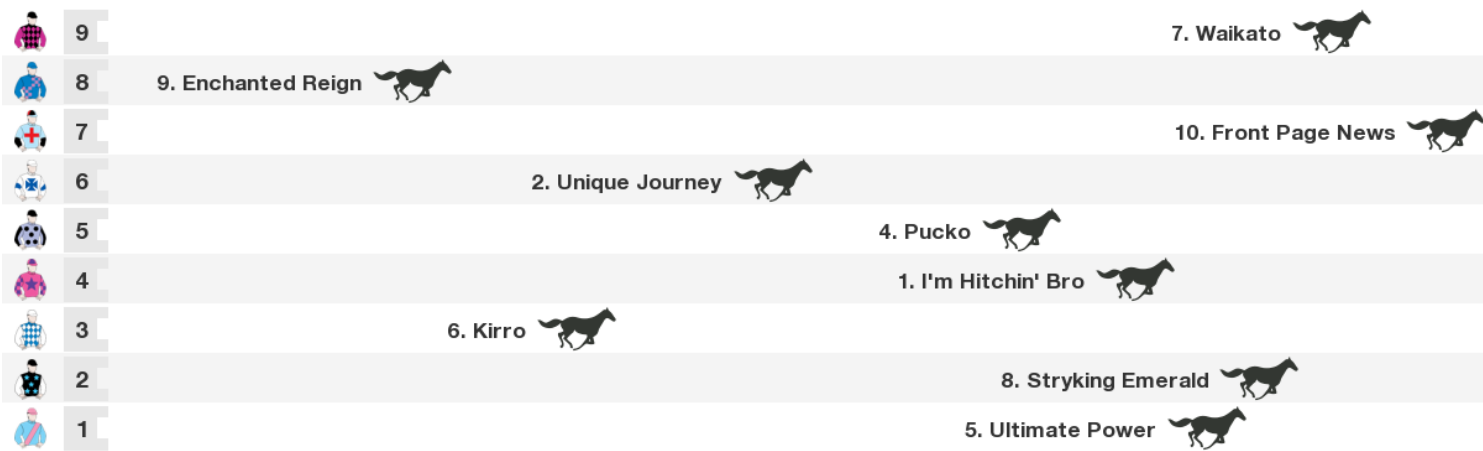 9 7. Waikato
8 9. Enchanted Reign
7 10. Front Page News
6 2. Unique Journey
5 4. Pucko
4 1. I'm Hitchin' Bro
3 6. Kirro
2 8. Stryking Emerald
1 5. Ultimate Power